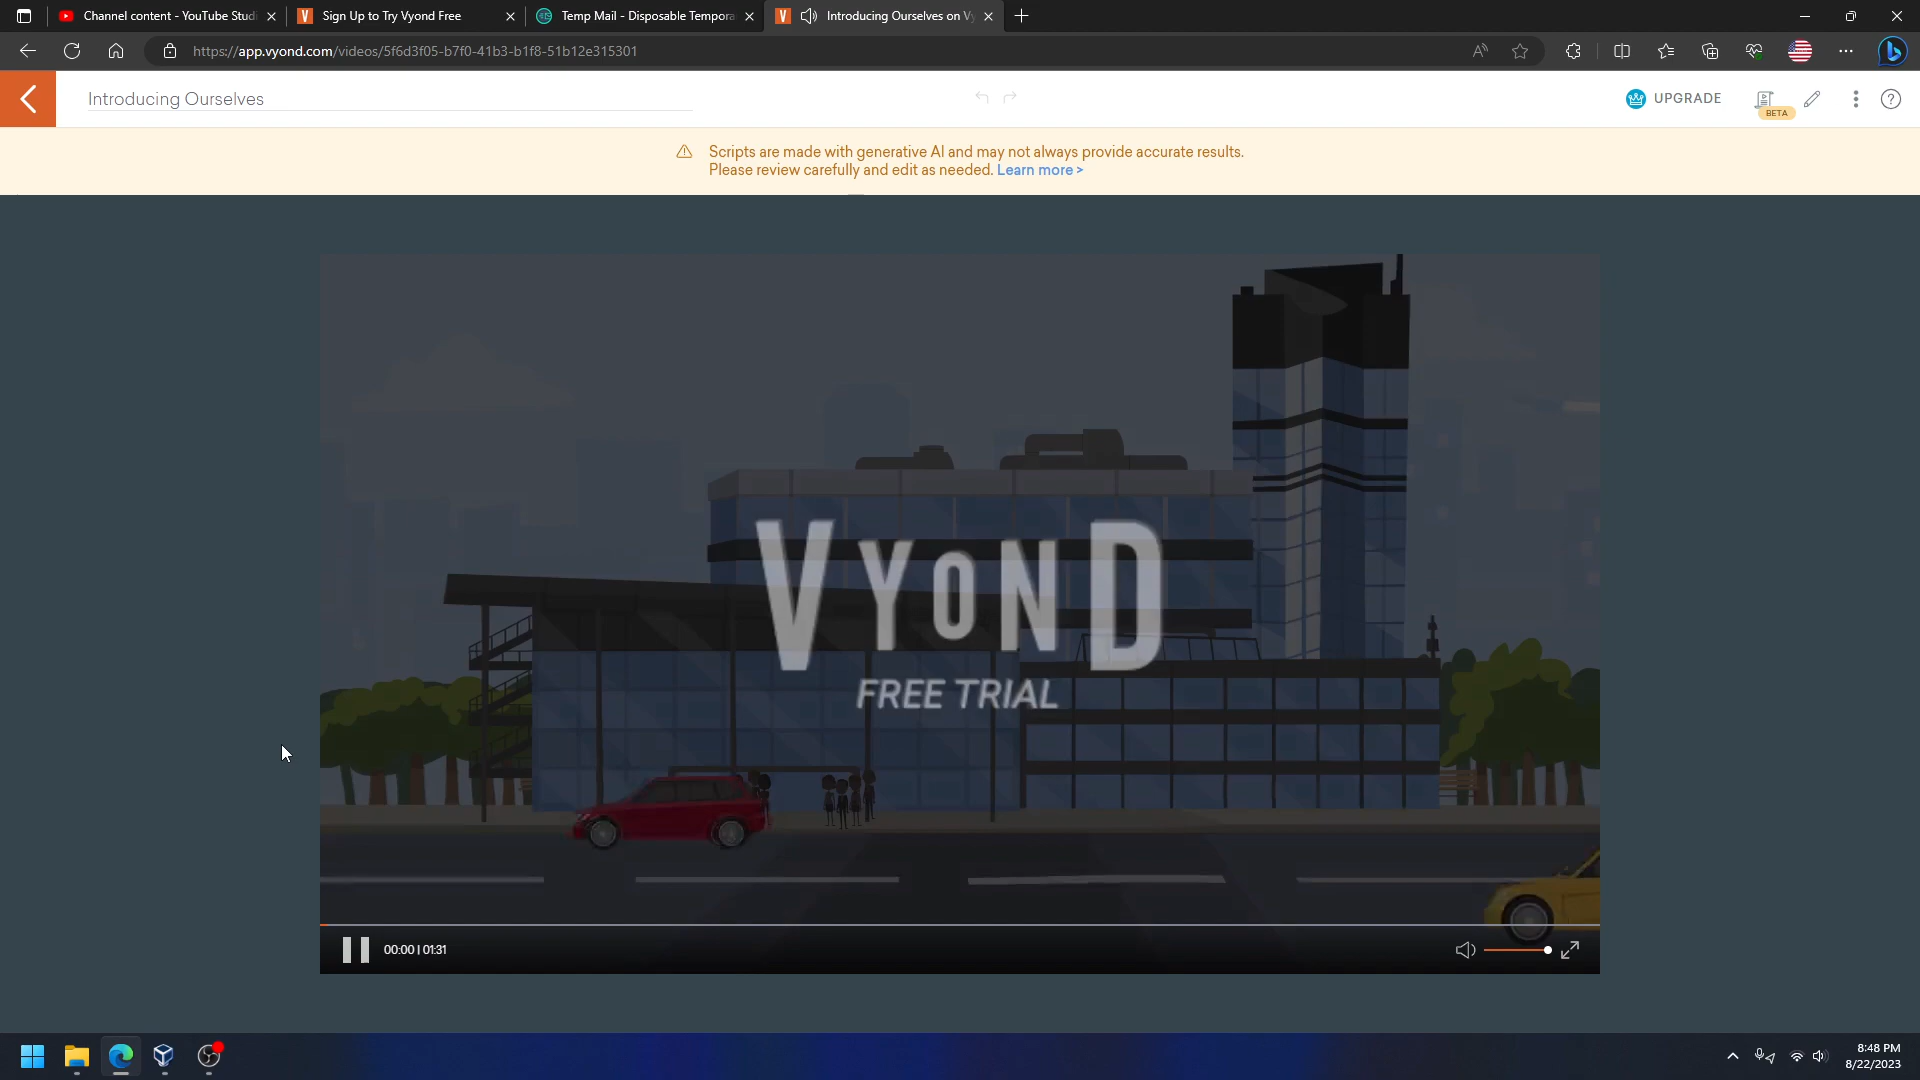 Channel content - YouTube Studi
Sign Up to Try Vyond Free
Temp Mail - Disposable Tempora
Introducing Ourselves on Vy
https://app.vyond.com/videos/5f6d3f05-b7f0-41b3-b1f8-51b12e315301
Introducing Ourselves
UPGRADE
BETA
Scripts are made with generative AI and may not always provide accurate results.
Please review carefully and edit as needed. Learn more >
VYOND
FREE TRIAL
00:00 | 01:31
8:48 PM
8/22/2023